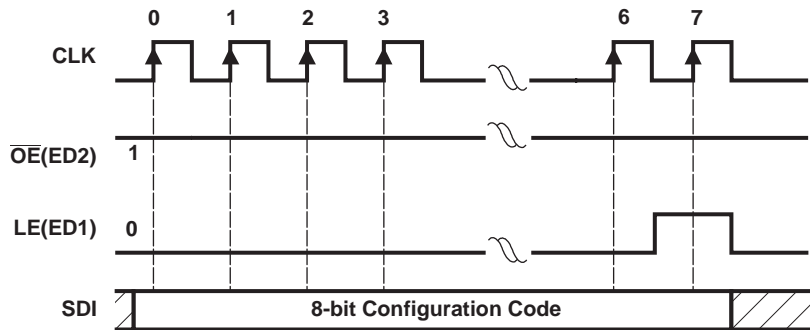 0 1 2 3 6 7
CLK
OE(ED2) 1
LE(ED1) 0
SDI 8-bit Configuration Code